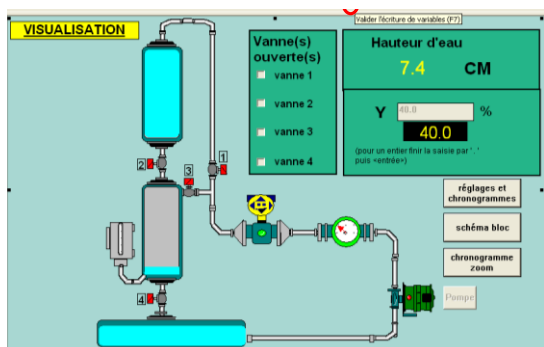 Valider l'écriture de variables (F7)
VISUALISATION
Vanne(s)
ouverte(s)
vanne 1
vanne 2
vanne 3
vanne 4
Hauteur d'eau
7.4 CM
Y 40.0 %
40.0
(pour un entier finir la saisie par '.'
puis «entrée»)
1
2
3
4
réglages et
chronogrammes
schéma bloc
chronogramme
zoom
Pompe